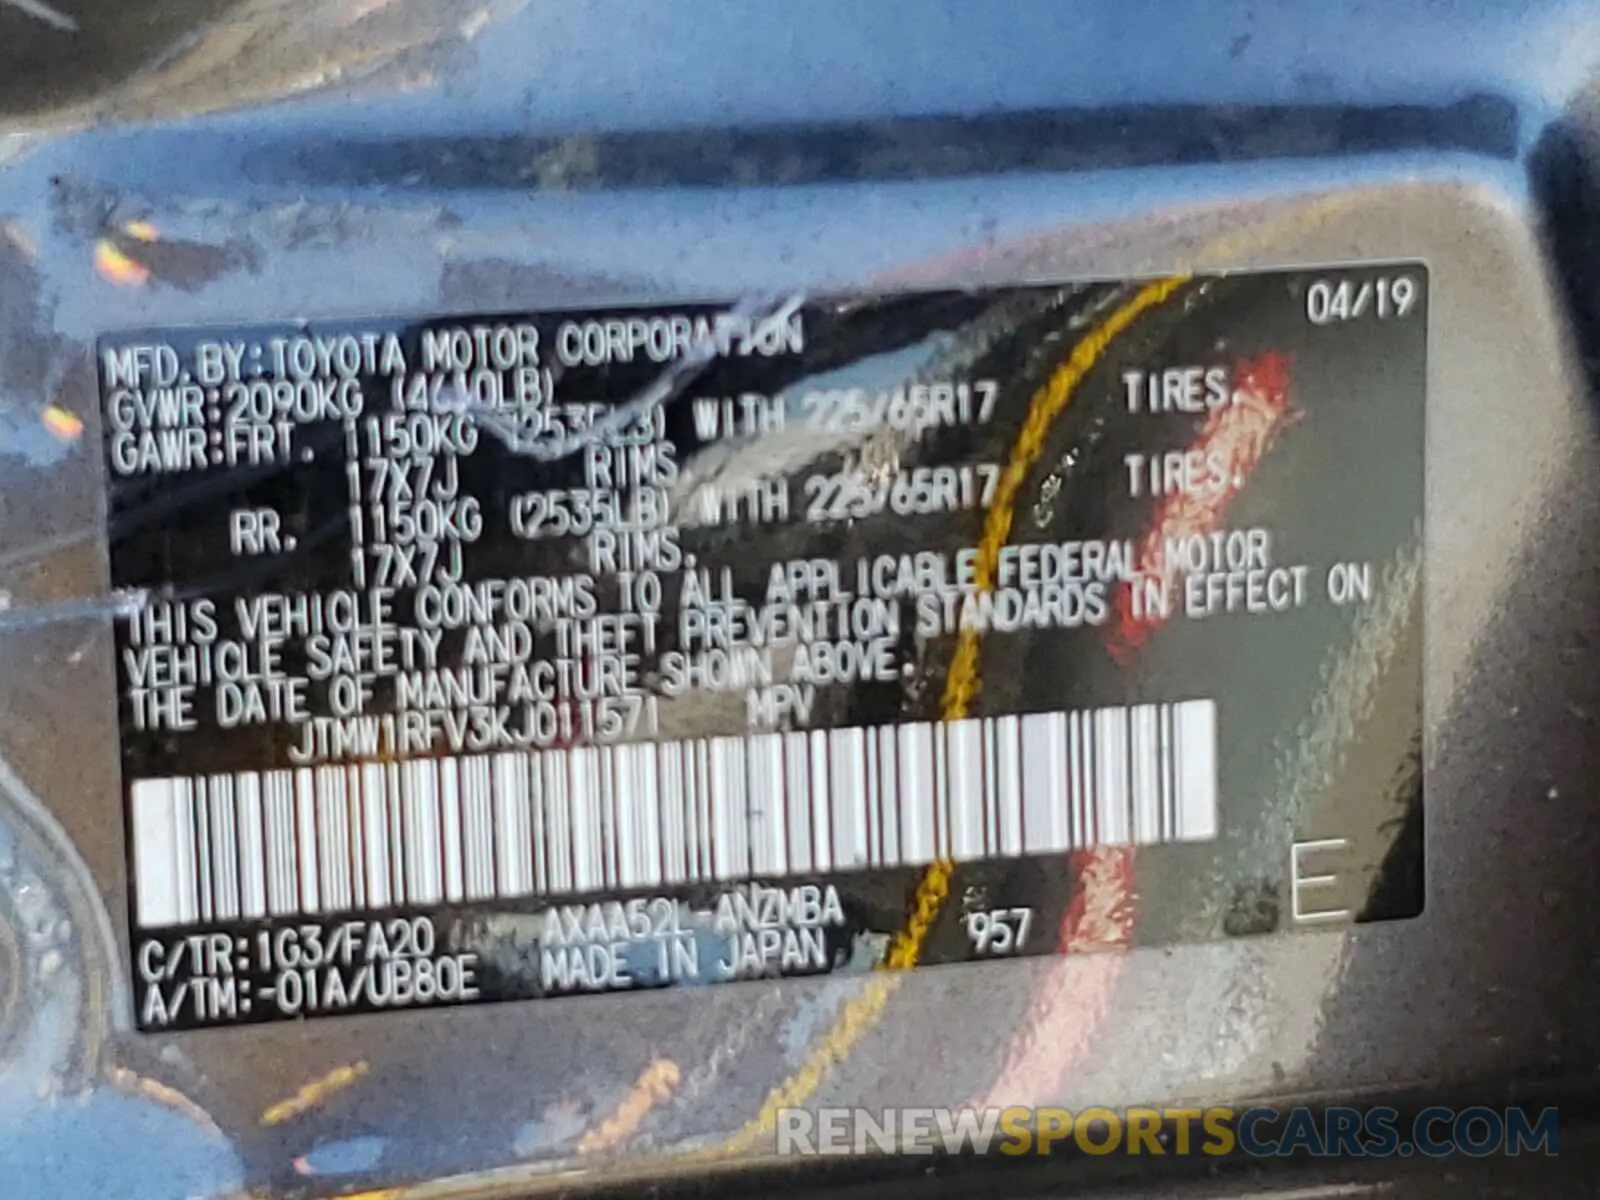 04/19
MFD. BY:TOYOTA MOTOR CORPORATION
GVWR:2090KG (4610LB)
GAWR:FRT. 1150KG (2535LB) WITH 225/65R17 TIRES.
17X7J RIMS
RR. 1150KG (2535LB) WITH 225/65R17 TIRES.
17X7J RIMS.
THIS VEHICLE CONFORMS TO ALL APPLICABLE FEDERAL MOTOR
VEHICLE SAFETY AND THEFT PREVENTION STANDARDS IN EFFECT ON
THE DATE OF MANUFACTURE SHOWN ABOVE.
JTMW1RFV3KJ011571 MPV
C/TR:1G3/FA20 AXAA52L-ANZMBA
A/TM:-01A/UB80E MADE IN JAPAN 957
E
RENEWSPORTSCARS.COM